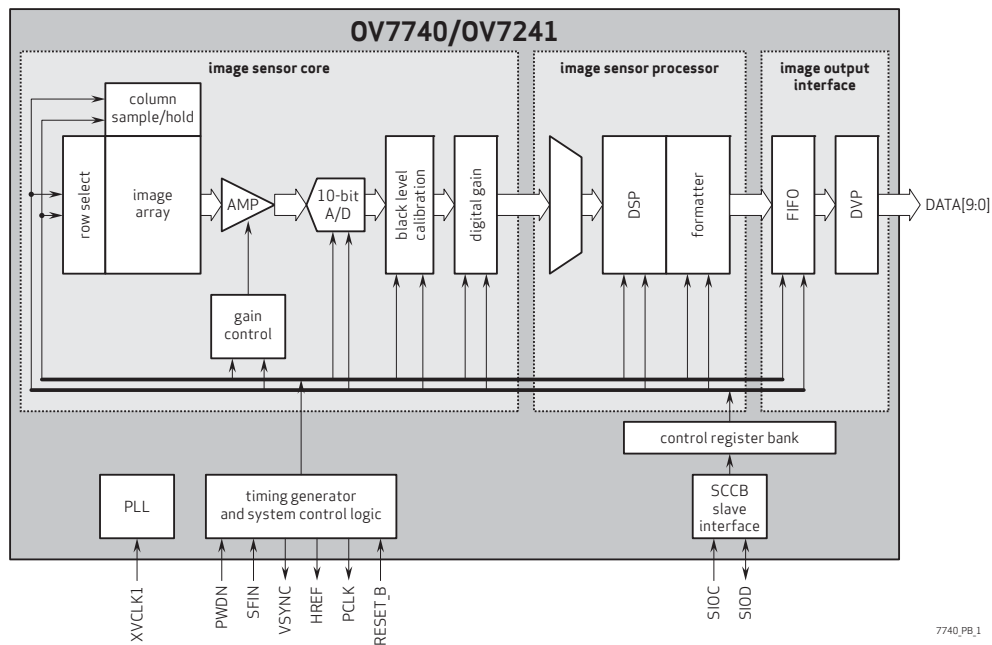 OV7740/OV7241
image sensor core
image sensor processor
image output
interface
column
sample/hold
row select
image
array
AMP
10-bit
A/D
black level
calibration
digital gain
DSP
formatter
FIFO
DVP
DATA[9:0]
gain
control
control register bank
PLL
timing generator
and system control logic
SCCB
slave
interface
XVCLK1
PWDN
SFIN
VSYNC
HREF
PCLK
RESET_B
SIOC
SIOD
7740_PB_1